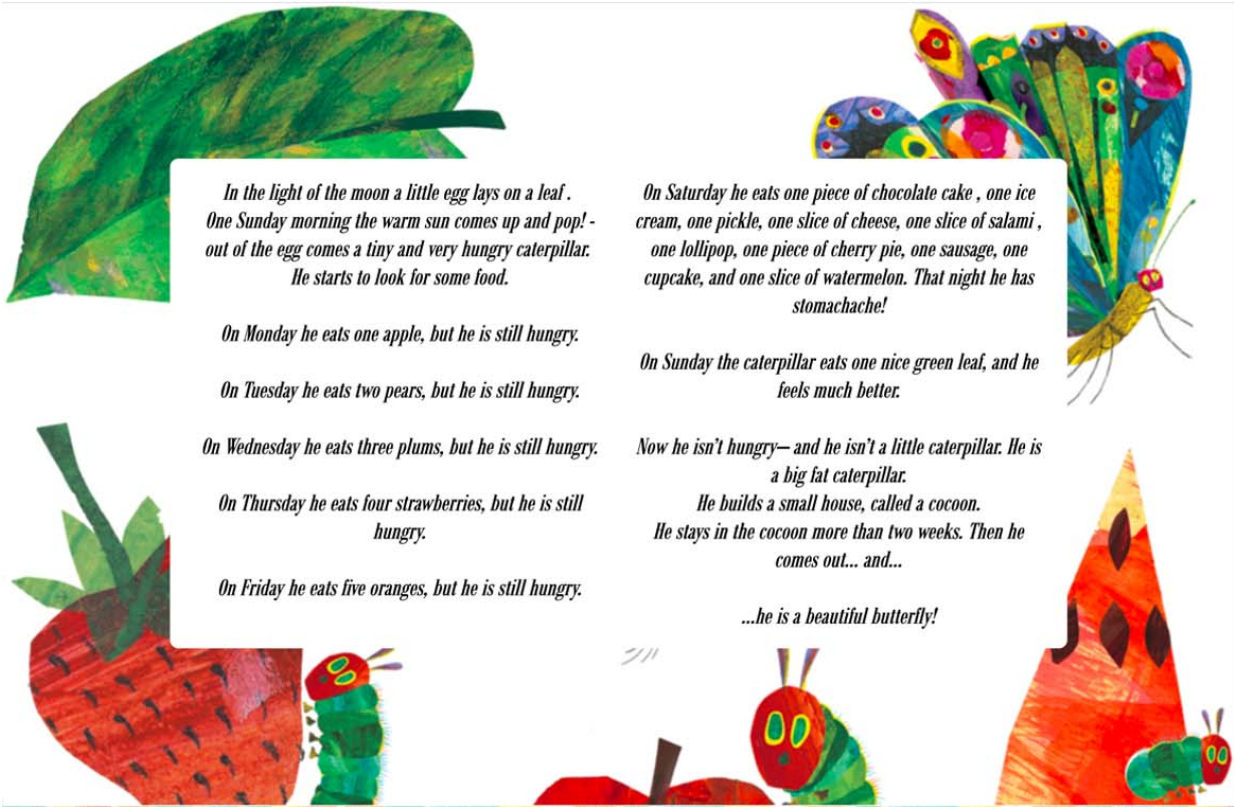 In the light of the moon a little egg lays on a leaf .
One Sunday morning the warm sun comes up and pop! -
out of the egg comes a tiny and very hungry caterpillar.
He starts to look for some food.
On Monday he eats one apple, but he is still hungry.
On Tuesday he eats two pears, but he is still hungry.
On Wednesday he eats three plums, but he is still hungry.
On Thursday he eats four strawberries, but he is still
hungry.
On Friday he eats five oranges, but he is still hungry.
On Saturday he eats one piece of chocolate cake , one ice
cream, one pickle, one slice of cheese, one slice of salami ,
one lollipop, one piece of cherry pie, one sausage, one
cupcake, and one slice of watermelon. That night he has
stomachache!
On Sunday the caterpillar eats one nice green leaf, and he
feels much better.
Now he isn't hungry– and he isn't a little caterpillar. He is
a big fat caterpillar.
He builds a small house, called a cocoon.
He stays in the cocoon more than two weeks. Then he
comes out... and...
...he is a beautiful butterfly!